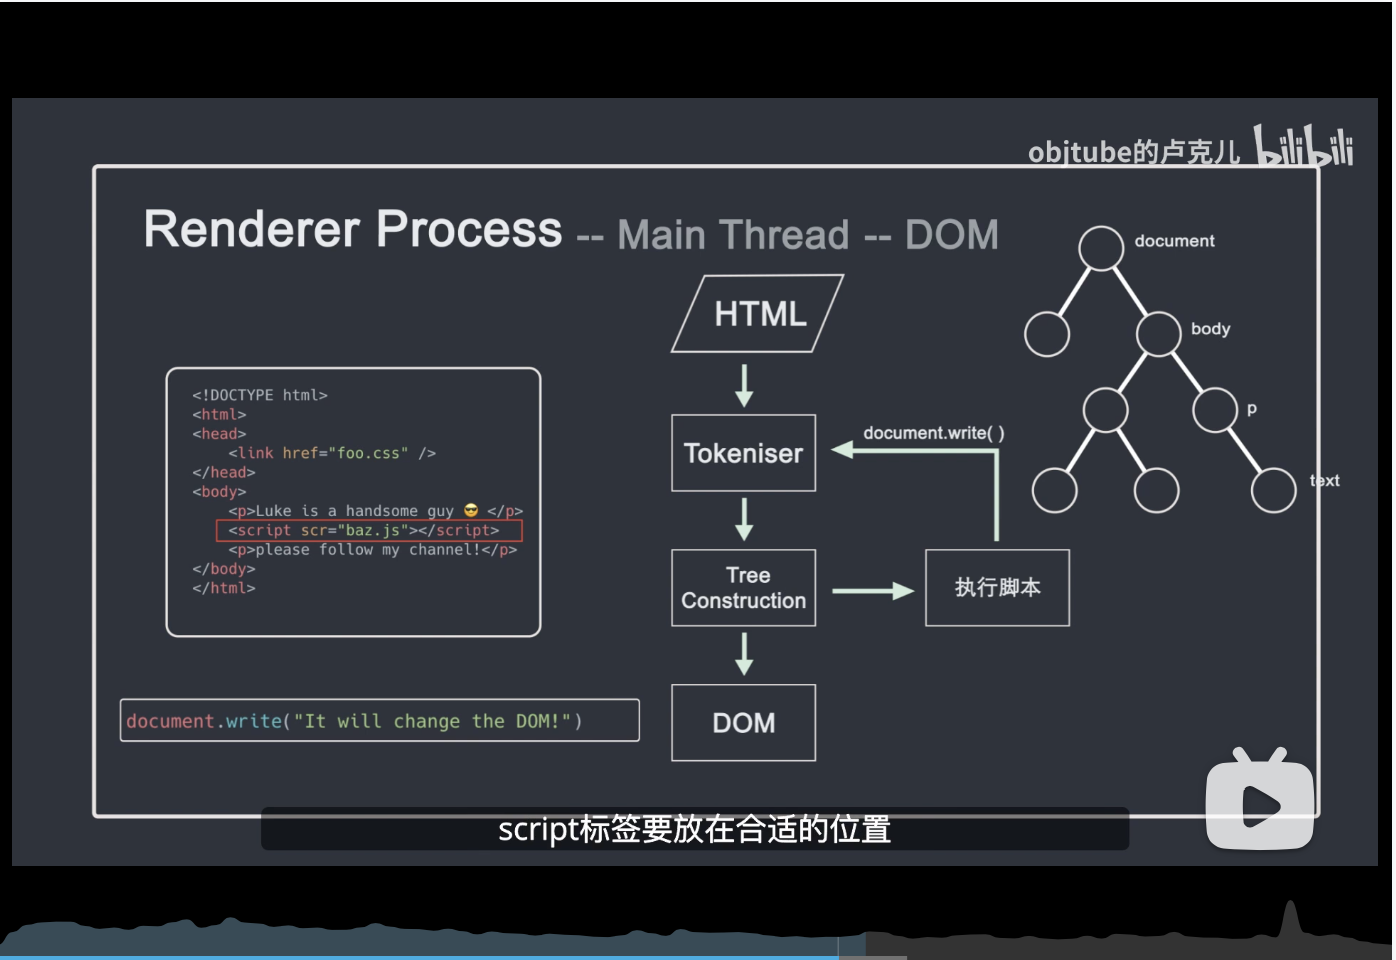 objtube的卢克儿 bilibili
Renderer Process -- Main Thread -- DOM
document
body
p
text
HTML
Tokeniser
document.write( )
Tree
Construction
执行脚本
DOM
<!DOCTYPE html>
<html>
<head>
<link href="foo.css" />
</head>
<body>
<p>Luke is a handsome guy 😎 </p>
<script scr="baz.js"></script>
<p>please follow my channel!</p>
</body>
</html>
document.write("It will change the DOM!")
script标签要放在合适的位置